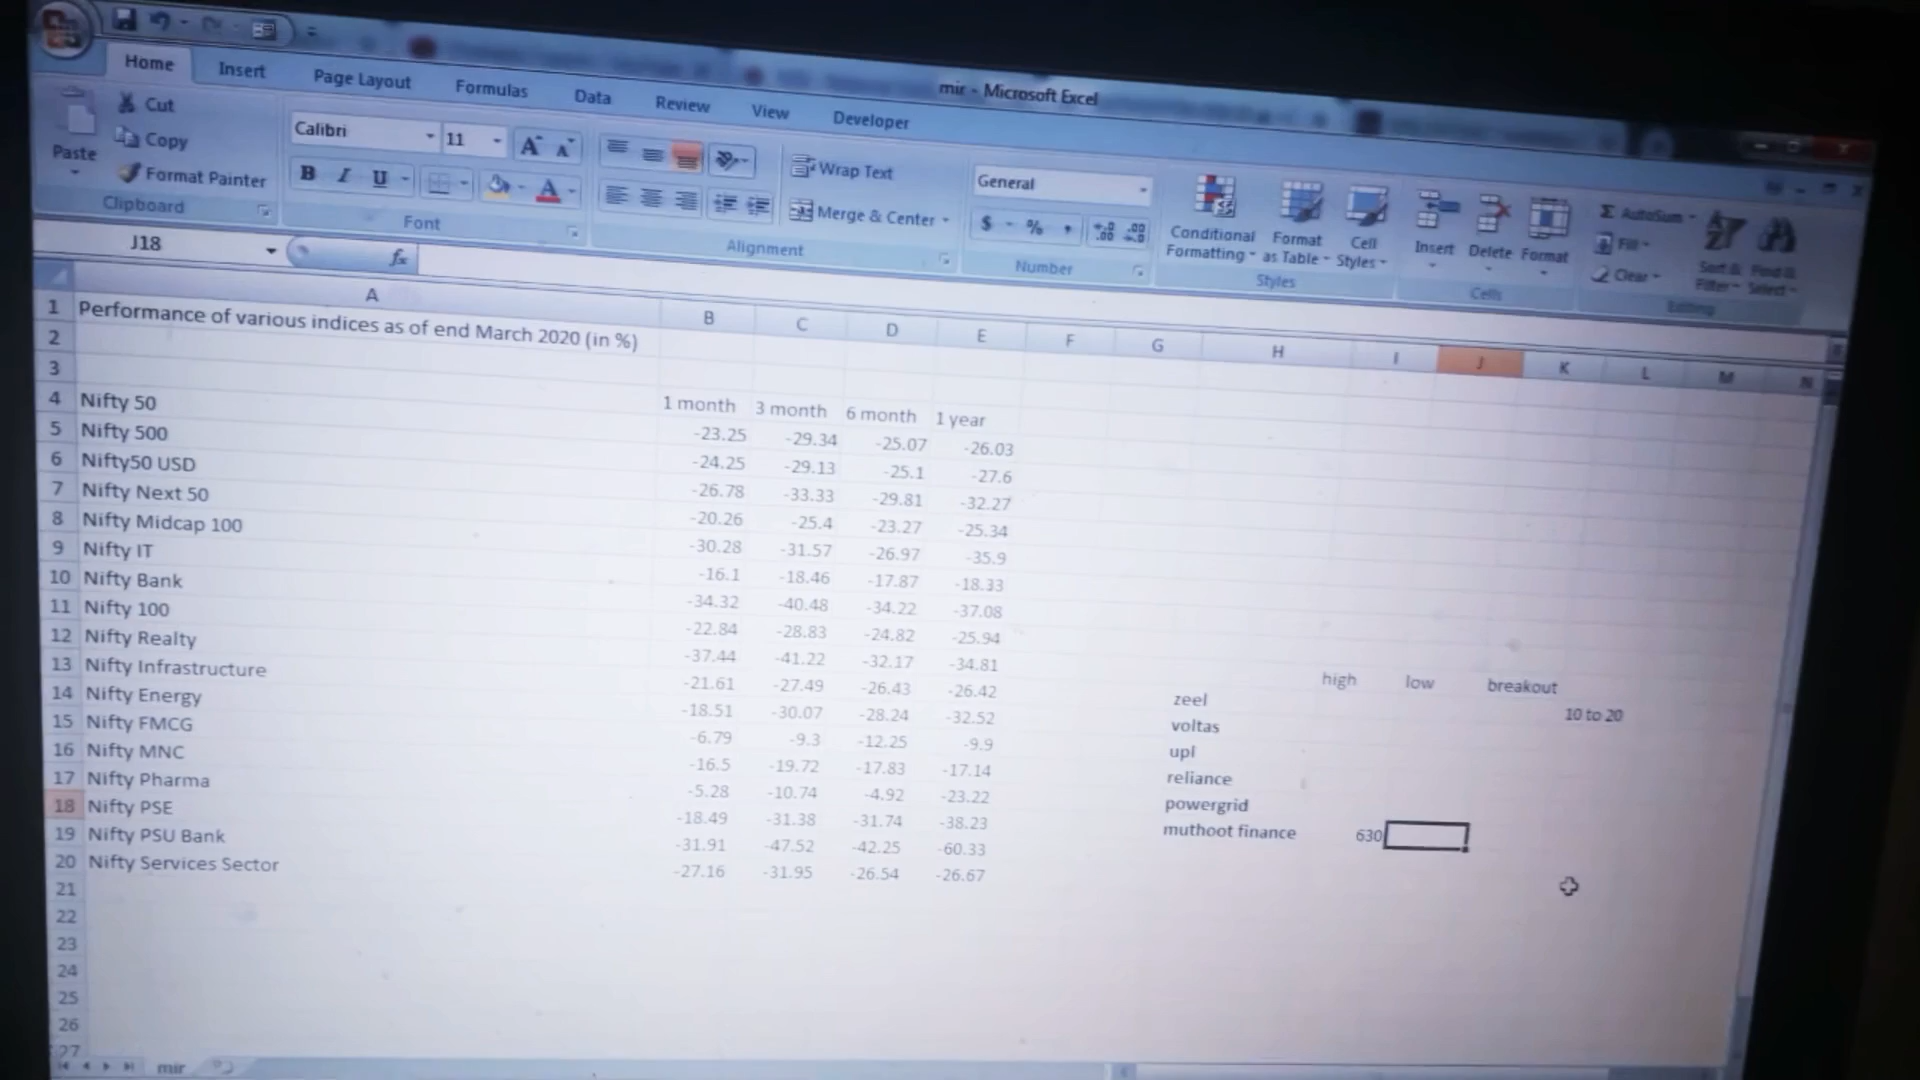 mir - Microsoft Excel
Home Insert Page Layout Formulas Data Review View Developer
Paste
Cut
Copy
Format Painter
Clipboard
Calibri 11
B I U
Font
Wrap Text
Merge & Center
Alignment
General
$ % ,
Number
Conditional Formatting
Format as Table
Cell Styles
Styles
Insert Delete Format
Cells
Σ AutoSum
Fill
Clear
Sort & Filter
Find & Select
Editing
J18 fx
A B C D E F G H I J K L M N
1 Performance of various indices as of end March 2020 (in %)
2
3 1 month 3 month 6 month 1 year
4 Nifty 50 -23.25 -29.34 -25.07 -26.03
5 Nifty 500 -24.25 -29.13 -25.1 -27.6
6 Nifty50 USD -26.78 -33.33 -29.81 -32.27
7 Nifty Next 50 -20.26 -25.4 -23.27 -25.34
8 Nifty Midcap 100 -30.28 -31.57 -26.97 -35.9
9 Nifty IT -16.1 -18.46 -17.87 -18.33
10 Nifty Bank -34.32 -40.48 -34.22 -37.08
11 Nifty 100 -22.84 -28.83 -24.82 -25.94
12 Nifty Realty -37.44 -41.22 -32.17 -34.81 high low breakout
13 Nifty Infrastructure -21.61 -27.49 -26.43 -26.42 zeel 10 to 20
14 Nifty Energy -18.51 -30.07 -28.24 -32.52 voltas
15 Nifty FMCG -6.79 -9.3 -12.25 -9.9 upl
16 Nifty MNC -16.5 -19.72 -17.83 -17.14 reliance
17 Nifty Pharma -5.28 -10.74 -4.92 -23.22 powergrid
18 Nifty PSE -18.49 -31.38 -31.74 -38.23 muthoot finance 630
19 Nifty PSU Bank -31.91 -47.52 -42.25 -60.33
20 Nifty Services Sector -27.16 -31.95 -26.54 -26.67
21
22
23
24
25
26
27
mir